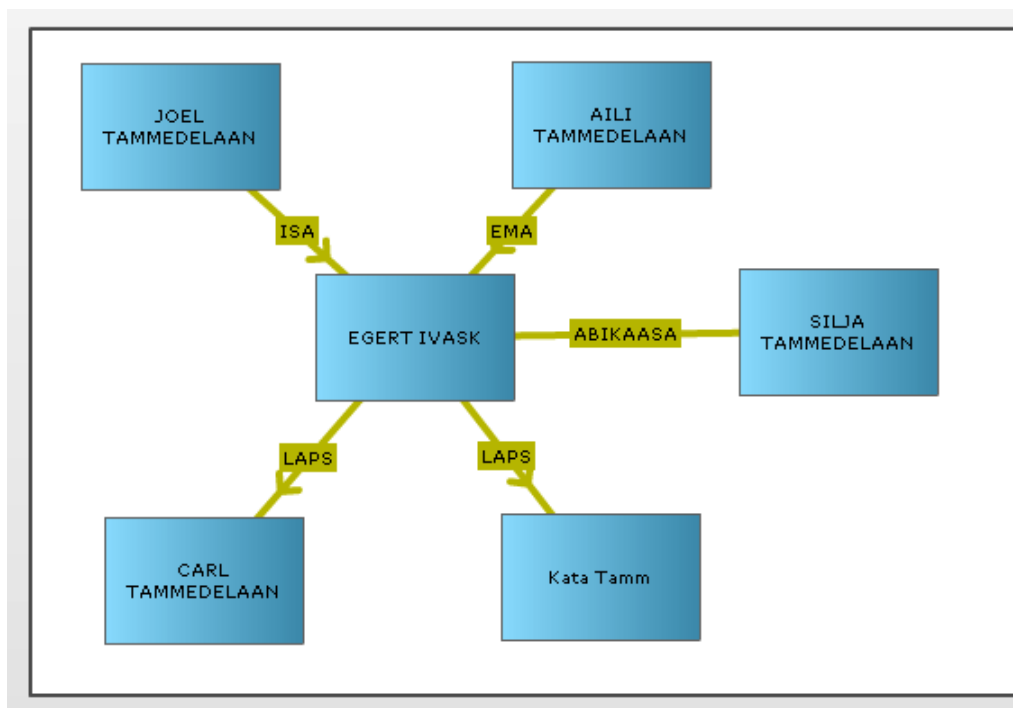 JOEL
TAMMEDELAAN
AILI
TAMMEDELAAN
ISA
EMA
EGERT IVASK
ABIKAASA
SILJA
TAMMEDELAAN
LAPS
LAPS
CARL
TAMMEDELAAN
Kata Tamm